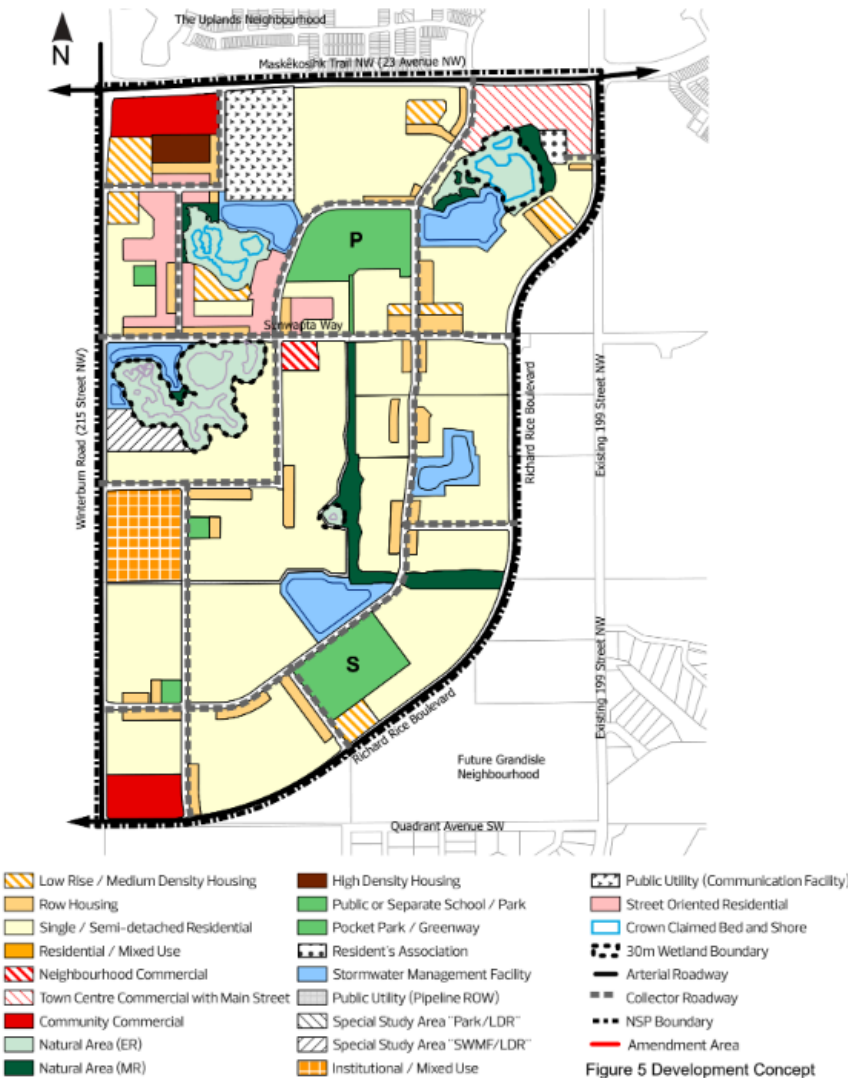 The Uplands Neighbourhood
N
Maskêkosihk Trail NW (23 Avenue NW)
P
Sunwapta Way
Winterburn Road (215 Street NW)
Richard Rice Boulevard
Existing 199 Street NW
Existing 199 Street NW
S
Richard Rice Boulevard
Future Grandisle
Neighbourhood
Quadrant Avenue SW
Low Rise / Medium Density Housing
Row Housing
Single / Semi-detached Residential
Residential / Mixed Use
Neighbourhood Commercial
Town Centre Commercial with Main Street
Community Commercial
Natural Area (ER)
Natural Area (MR)
High Density Housing
Public or Separate School / Park
Pocket Park / Greenway
Resident's Association
Stormwater Management Facility
Public Utility (Pipeline ROW)
Special Study Area "Park/LDR"
Special Study Area "SWMF/LDR"
Institutional / Mixed Use
Public Utility (Communication Facility)
Street Oriented Residential
Crown Claimed Bed and Shore
30m Wetland Boundary
Arterial Roadway
Collector Roadway
NSP Boundary
Amendment Area
Figure 5 Development Concept